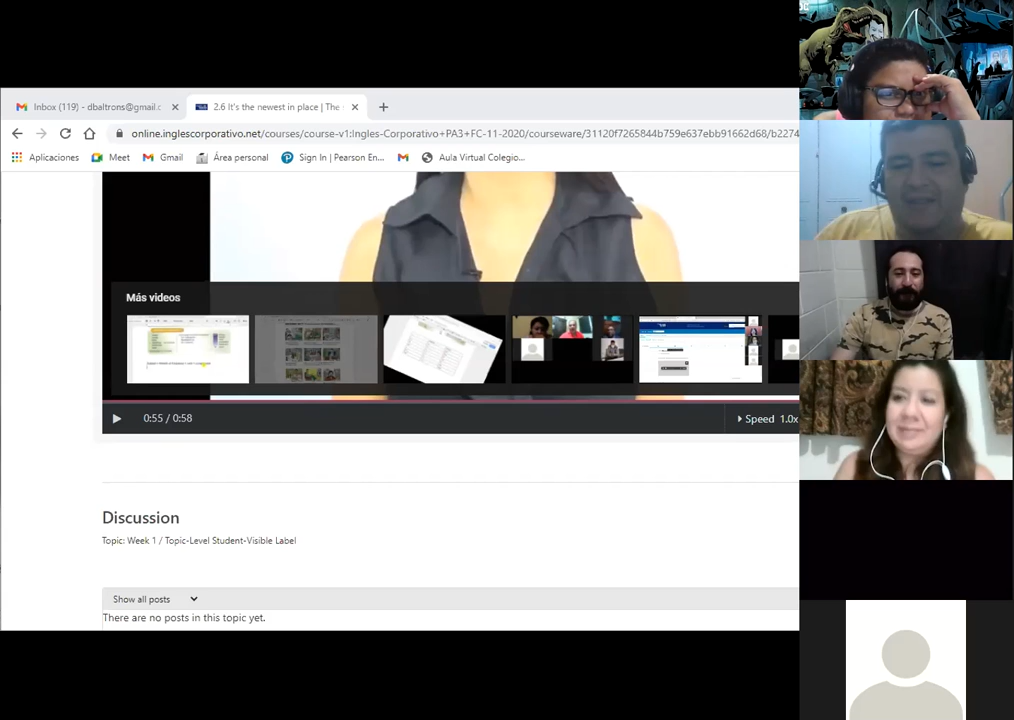 Inbox (119) - dbaltrons@gmail.c
2.6 It's the newest in place | The
online.inglescorporativo.net/courses/course-v1:Ingles-Corporativo+PA3+FC-11-2020/courseware/31120f7265844b759e637ebb91662d68/b2274
Aplicaciones
Meet
Gmail
Área personal
Sign In | Pearson En...
Aula Virtual Colegio...
Más videos
0:55 / 0:58
Speed 1.0x
Discussion
Topic: Week 1 / Topic-Level Student-Visible Label
Show all posts
There are no posts in this topic yet.